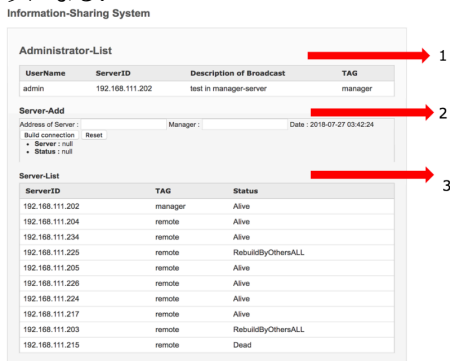 Information-Sharing System
Administrator-List
1
UserName ServerID Description of Broadcast TAG
admin 192.168.111.202 test in manager-server manager
Server-Add
2
Address of Server : Manager : Date : 2018-07-27 03:42:24
Build connection Reset
Server : null
Status : null
Server-List
3
ServerID TAG Status
192.168.111.202 manager Alive
192.168.111.204 remote Alive
192.168.111.234 remote Alive
192.168.111.225 remote RebuildByOthersALL
192.168.111.205 remote Alive
192.168.111.226 remote Alive
192.168.111.224 remote Alive
192.168.111.217 remote Alive
192.168.111.203 remote RebuildByOthersALL
192.168.111.215 remote Dead